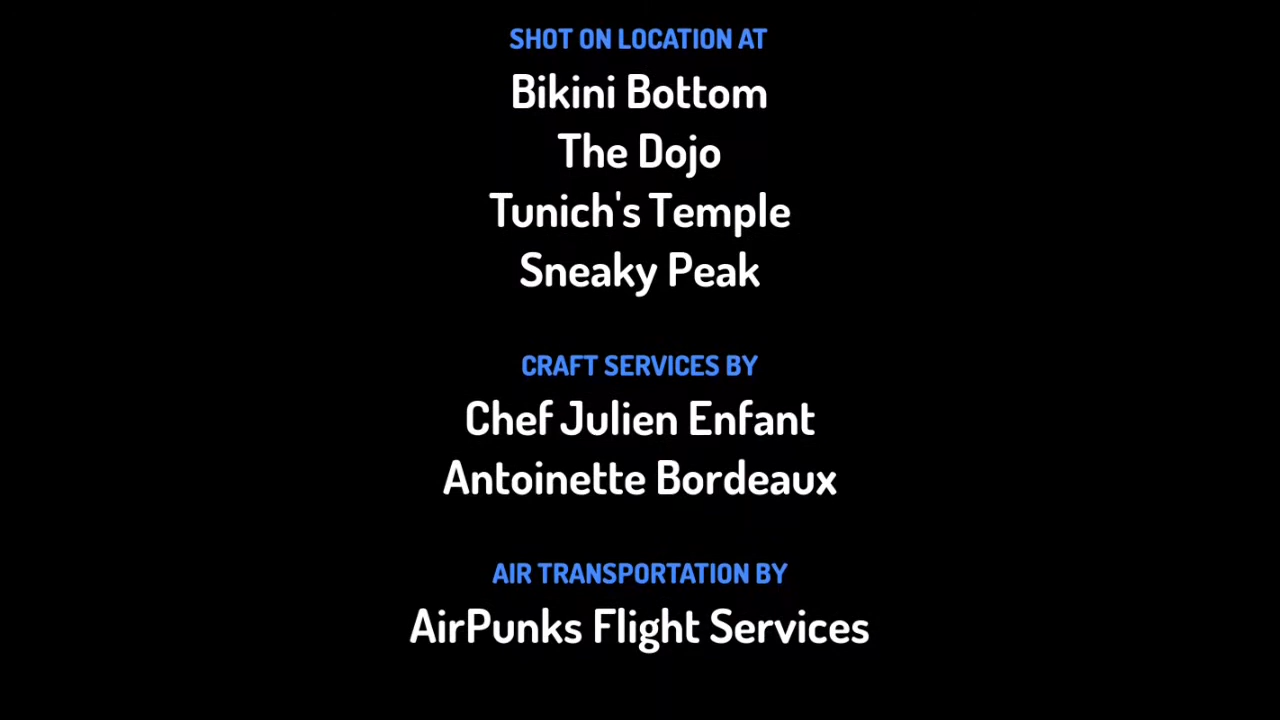 SHOT ON LOCATION AT
Bikini Bottom
The Dojo
Tunich's Temple
Sneaky Peak
CRAFT SERVICES BY
Chef Julien Enfant
Antoinette Bordeaux
AIR TRANSPORTATION BY
AirPunks Flight Services